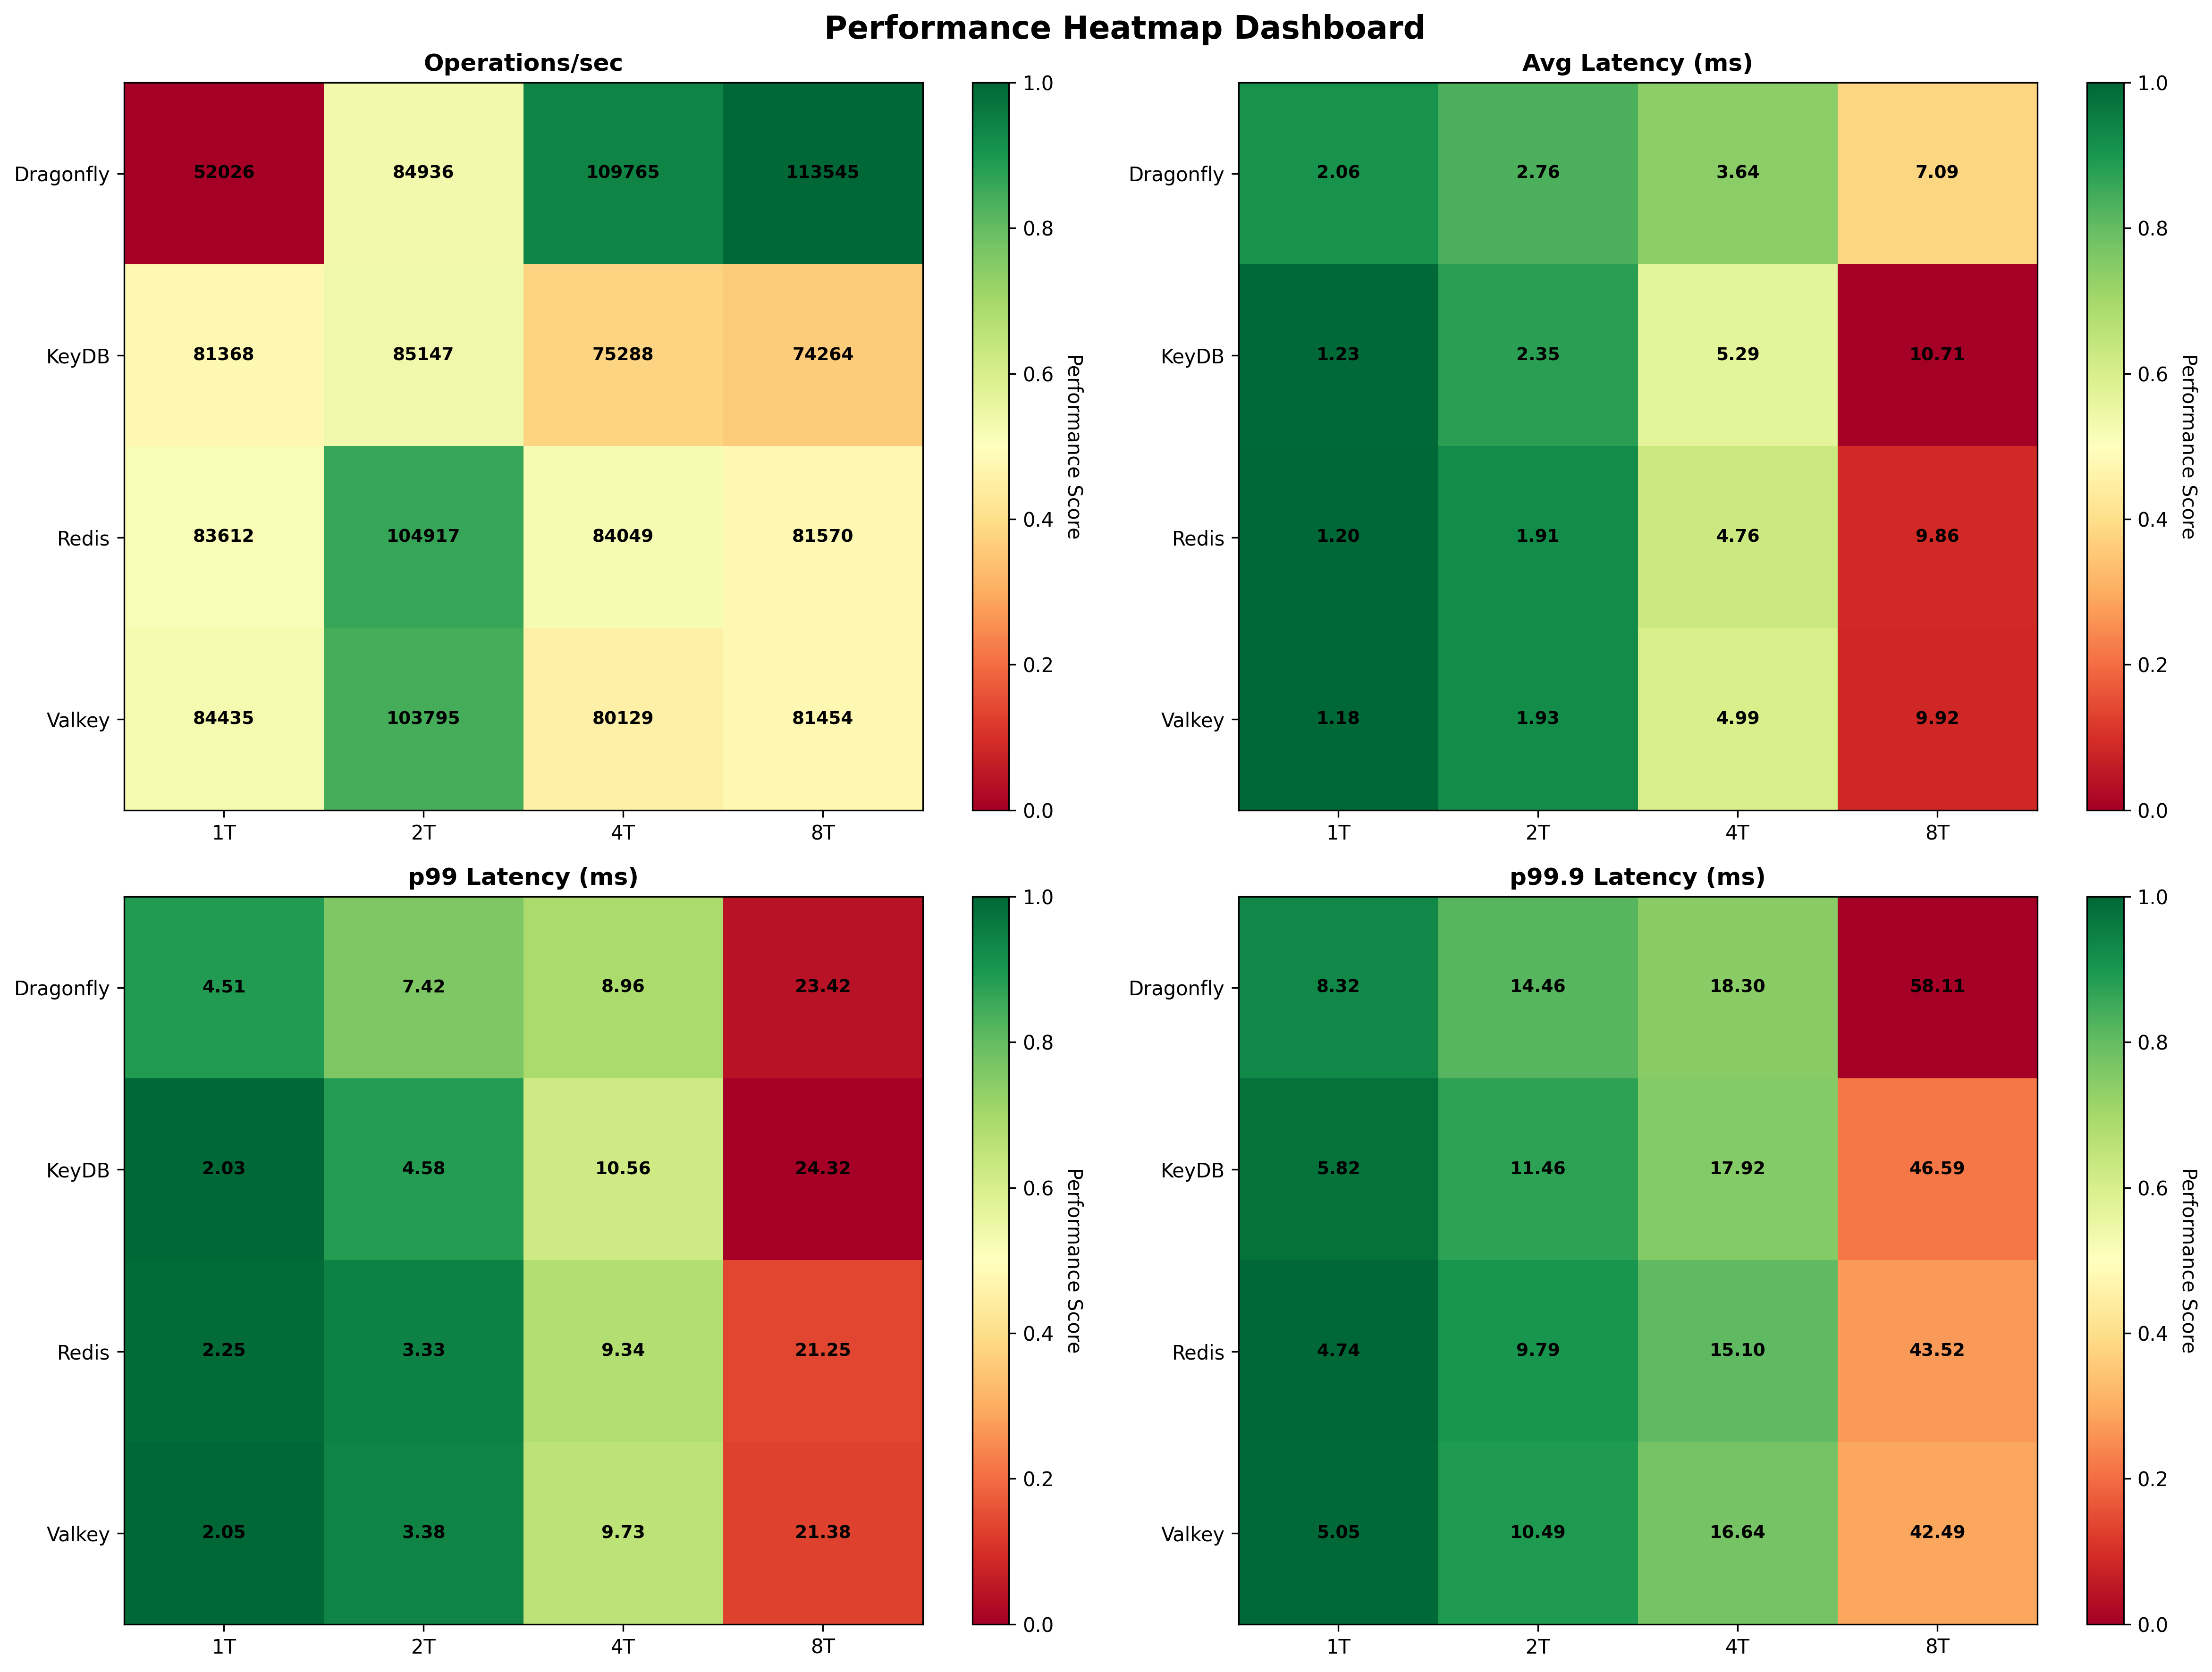 Performance Heatmap Dashboard
Operations/sec
Dragonfly 52026 84936 109765 113545
KeyDB 81368 85147 75288 74264
Redis 83612 104917 84049 81570
Valkey 84435 103795 80129 81454
1T 2T 4T 8T
1.0
0.8
0.6
0.4
0.2
0.0
Performance Score
Avg Latency (ms)
Dragonfly 2.06 2.76 3.64 7.09
KeyDB 1.23 2.35 5.29 10.71
Redis 1.20 1.91 4.76 9.86
Valkey 1.18 1.93 4.99 9.92
1T 2T 4T 8T
1.0
0.8
0.6
0.4
0.2
0.0
Performance Score
p99 Latency (ms)
Dragonfly 4.51 7.42 8.96 23.42
KeyDB 2.03 4.58 10.56 24.32
Redis 2.25 3.33 9.34 21.25
Valkey 2.05 3.38 9.73 21.38
1T 2T 4T 8T
1.0
0.8
0.6
0.4
0.2
0.0
Performance Score
p99.9 Latency (ms)
Dragonfly 8.32 14.46 18.30 58.11
KeyDB 5.82 11.46 17.92 46.59
Redis 4.74 9.79 15.10 43.52
Valkey 5.05 10.49 16.64 42.49
1T 2T 4T 8T
1.0
0.8
0.6
0.4
0.2
0.0
Performance Score